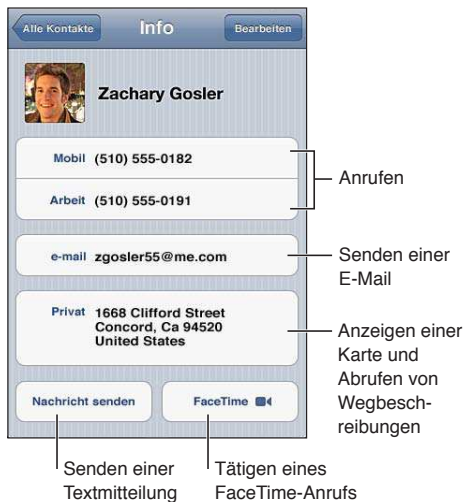 Alle Kontakte Info Bearbeiten
Zachary Gosler
Mobil (510) 555-0182
Arbeit (510) 555-0191
Anrufen
e-mail zgosler55@me.com
Senden einer
E-Mail
Privat 1668 Clifford Street
Concord, Ca 94520
United States
Anzeigen einer
Karte und
Abrufen von
Wegbesch-
reibungen
Nachricht senden FaceTime
Senden einer
Textmitteilung
Tätigen eines
FaceTime-Anrufs